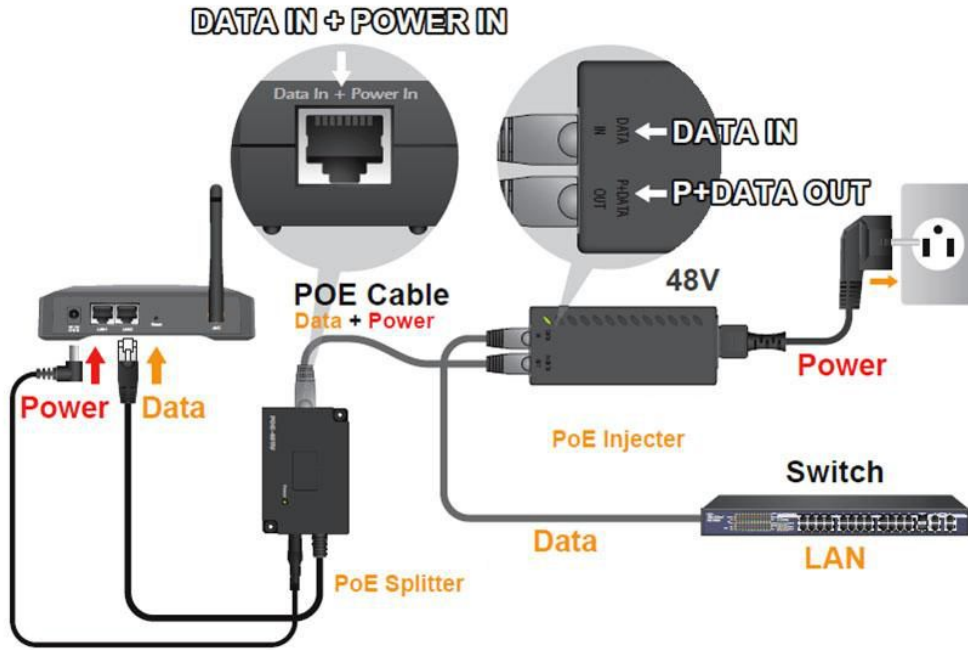 DATA IN + POWER IN
Data In + Power In
DATA
IN
DATA IN
P+DATA
OUT
P+DATA OUT
48V
POE Cable
Data + Power
LAN1
Power
Data
Power
PoE Injecter
Switch
Data
LAN
PoE Splitter